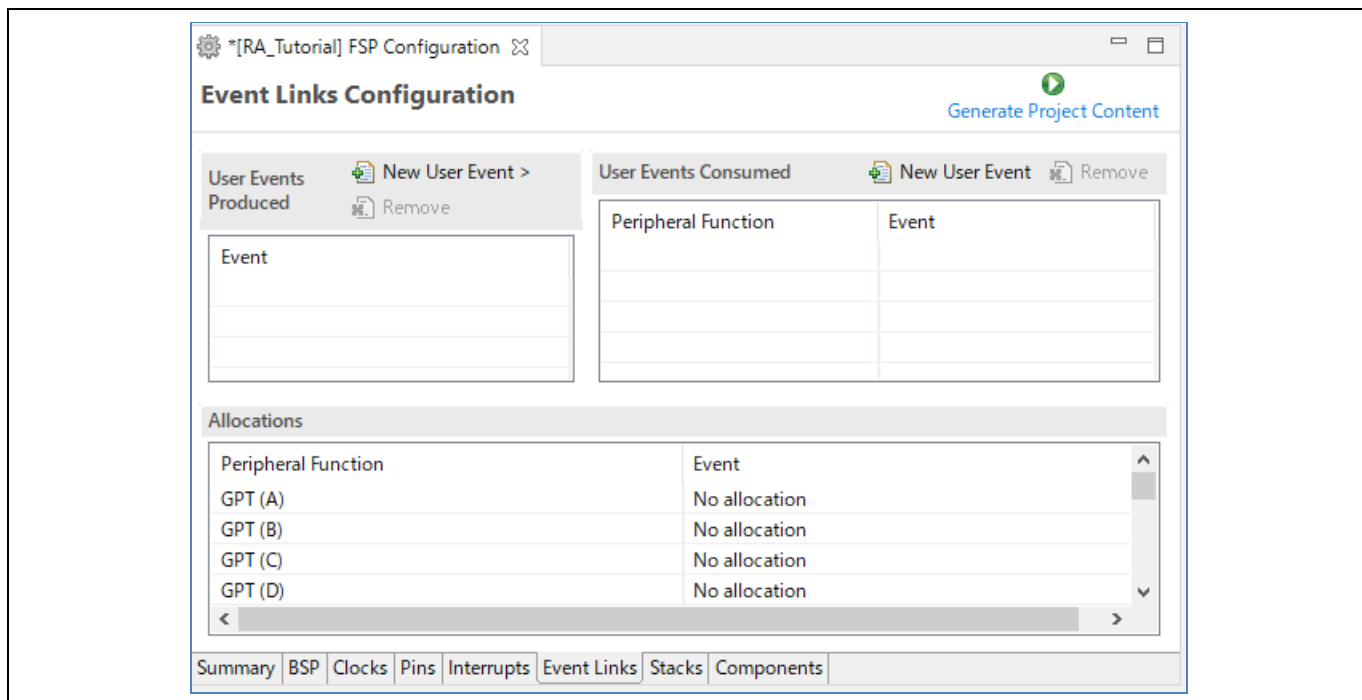 *[RA_Tutorial] FSP Configuration
Event Links Configuration
Generate Project Content
User Events Produced
New User Event >
Remove
Event
User Events Consumed
New User Event
Remove
Peripheral Function Event
Allocations
Peripheral Function Event
GPT (A) No allocation
GPT (B) No allocation
GPT (C) No allocation
GPT (D) No allocation
Summary BSP Clocks Pins Interrupts Event Links Stacks Components